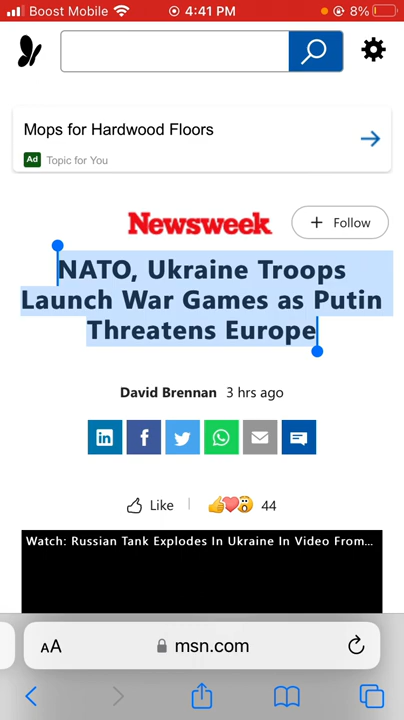 Boost Mobile 4:41 PM 8%
Mops for Hardwood Floors
Ad Topic for You
Newsweek + Follow
NATO, Ukraine Troops
Launch War Games as Putin
Threatens Europe
David Brennan 3 hrs ago
Like 44
Watch: Russian Tank Explodes In Ukraine In Video From...
AA msn.com